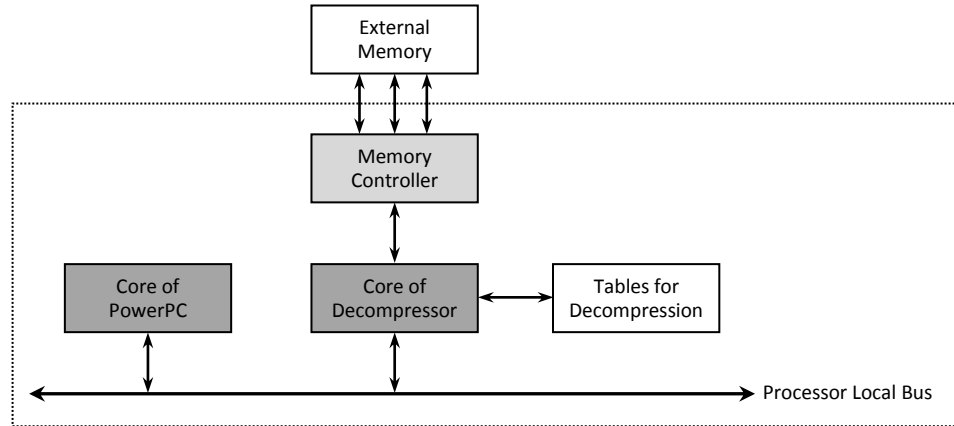 External
Memory
Memory
Controller
Core of
PowerPC
Core of
Decompressor
Tables for
Decompression
Processor Local Bus